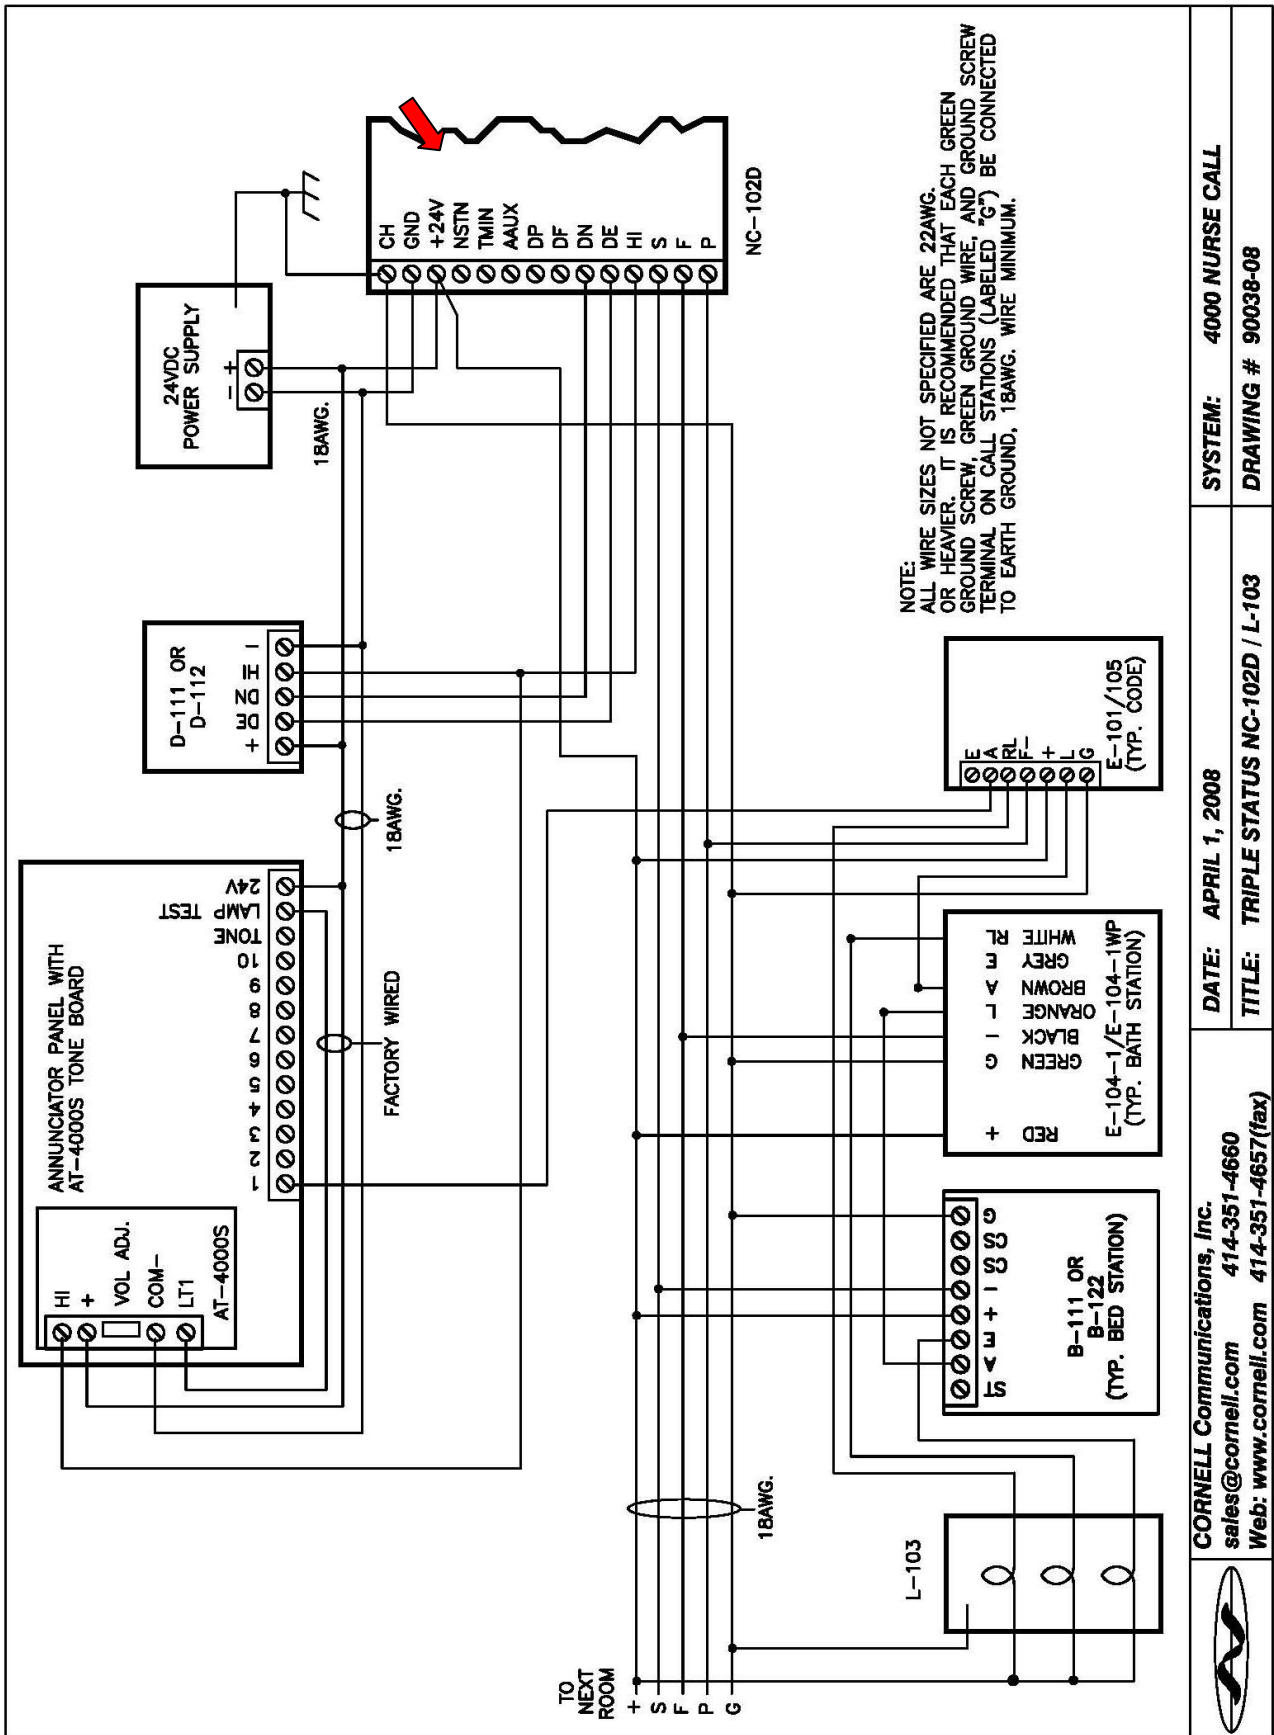 ANNUNCIATOR PANEL WITH
AT-4000S TONE BOARD
HI
+
VOL ADJ.
COM-
LT1
AT-4000S
1
2
3
4
5
6
7
8
9
10
TONE
LAMP TEST
24V
FACTORY WIRED
18AWG.
D-111 OR
D-112
+
DE
DN
HI
-
24VDC
POWER SUPPLY
- +
18AWG.
CH
GND
+24V
NSTN
TMIN
AAUX
DP
DF
DN
DE
HI
S
F
P
NC-102D
TO
NEXT
ROOM
+
S
F
P
G
18AWG.
L-103
ST
A
E
+
-
CS
CS
G
B-111 OR
B-122
(TYP. BED STATION)
+ RED
G GREEN
- BLACK
L ORANGE
A BROWN
E GREY
RL WHITE
E-104-1/E-104-1WP
(TYP. BATH STATION)
E
A
RL
F-
+
L
G
E-101/105
(TYP. CODE)
NOTE:
ALL WIRE SIZES NOT SPECIFIED ARE 22AWG.
OR HEAVIER. IT IS RECOMMENDED THAT EACH GREEN
GROUND SCREW, GREEN GROUND WIRE, AND GROUND SCREW
TERMINAL ON CALL STATIONS (LABELED "G") BE CONNECTED
TO EARTH GROUND, 18AWG. WIRE MINIMUM.
CORNELL Communications, Inc.
sales@cornell.com 414-351-4660
Web: www.cornell.com 414-351-4657(fax)
DATE: APRIL 1, 2008
TITLE: TRIPLE STATUS NC-102D / L-103
SYSTEM: 4000 NURSE CALL
DRAWING # 90038-08